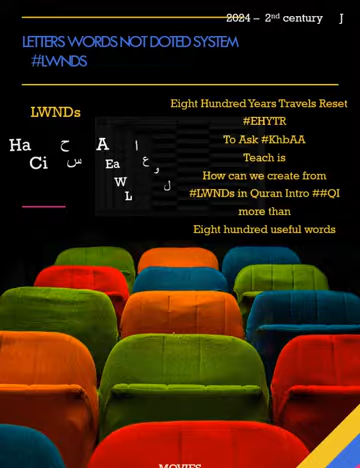 2024 – 2nd century J
LETTERS WORDS NOT DOTED SYSTEM
#LWNDS
LWNDs
Ha ح A ا
Ci س Ea ع
W و
L ل
Eight Hundred Years Travels Reset
#EHYTR
To Ask #KhbAA
Teach is
How can we create from
#LWNDs in Quran Intro ##QI
more than
Eight hundred useful words
MOVIES